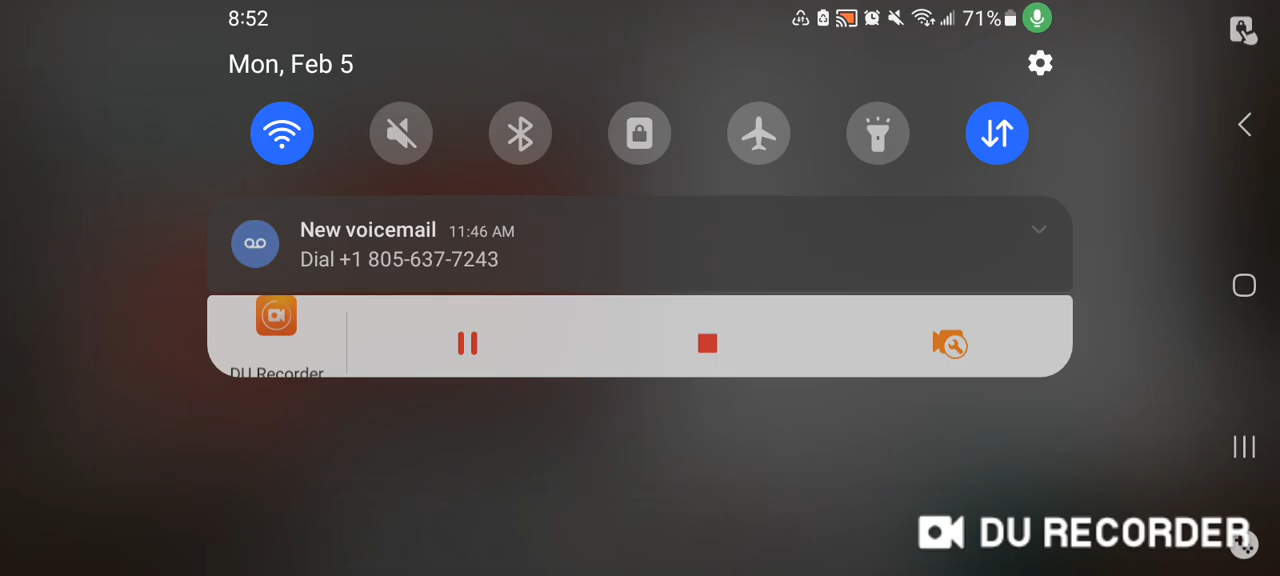 8:52
71%
Mon, Feb 5
New voicemail 11:46 AM
Dial +1 805-637-7243
DU Recorder
DU RECORDER